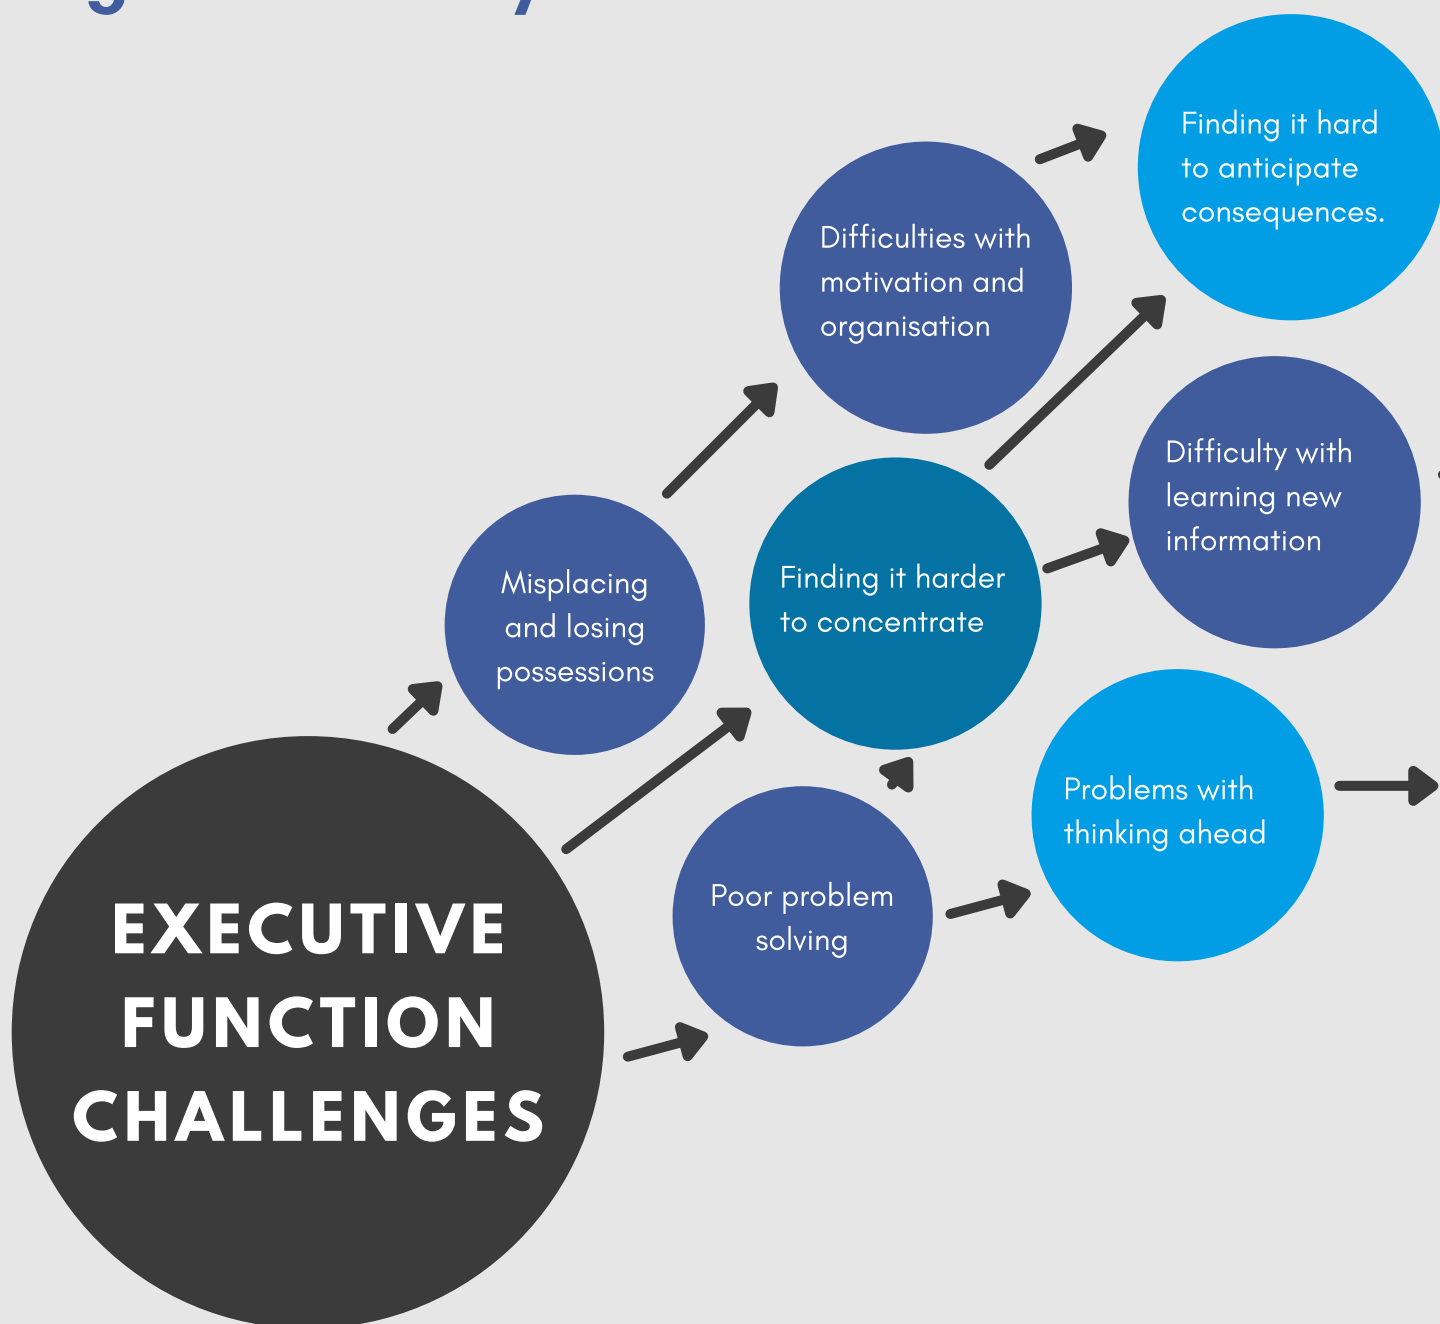 Finding it hard
to anticipate
consequences.
Difficulties with
motivation and
organisation
Difficulty with
learning new
information
Misplacing
and losing
possessions
Finding it harder
to concentrate
Problems with
thinking ahead
Poor problem
solving
EXECUTIVE
FUNCTION
CHALLENGES